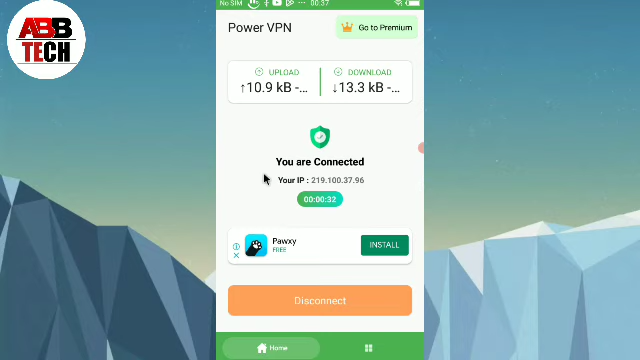 ABB
TECH
No SIM
00:37
Power VPN
Go to Premium
UPLOAD
↑10.9 kB -...
DOWNLOAD
↓13.3 kB -...
You are Connected
Your IP : 219.100.37.96
00:00:32
Pawxy
FREE
INSTALL
Disconnect
Home